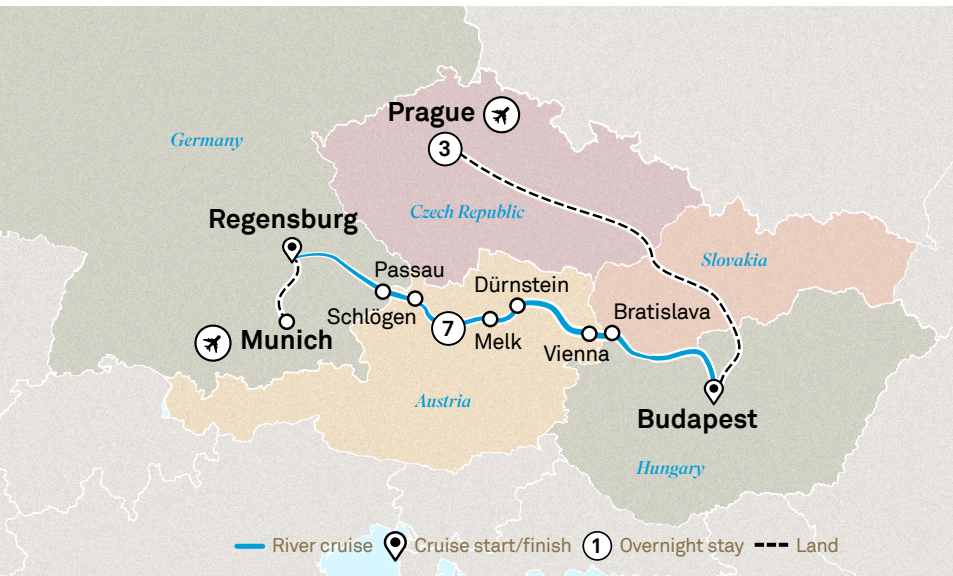 Prague
3
Germany
Czech Republic
Regensburg
Slovakia
Passau
Dürnstein
Schlögen
7
Bratislava
Munich
Melk
Vienna
Austria
Budapest
Hungary
River cruise
Cruise start/finish
1
Overnight stay
Land